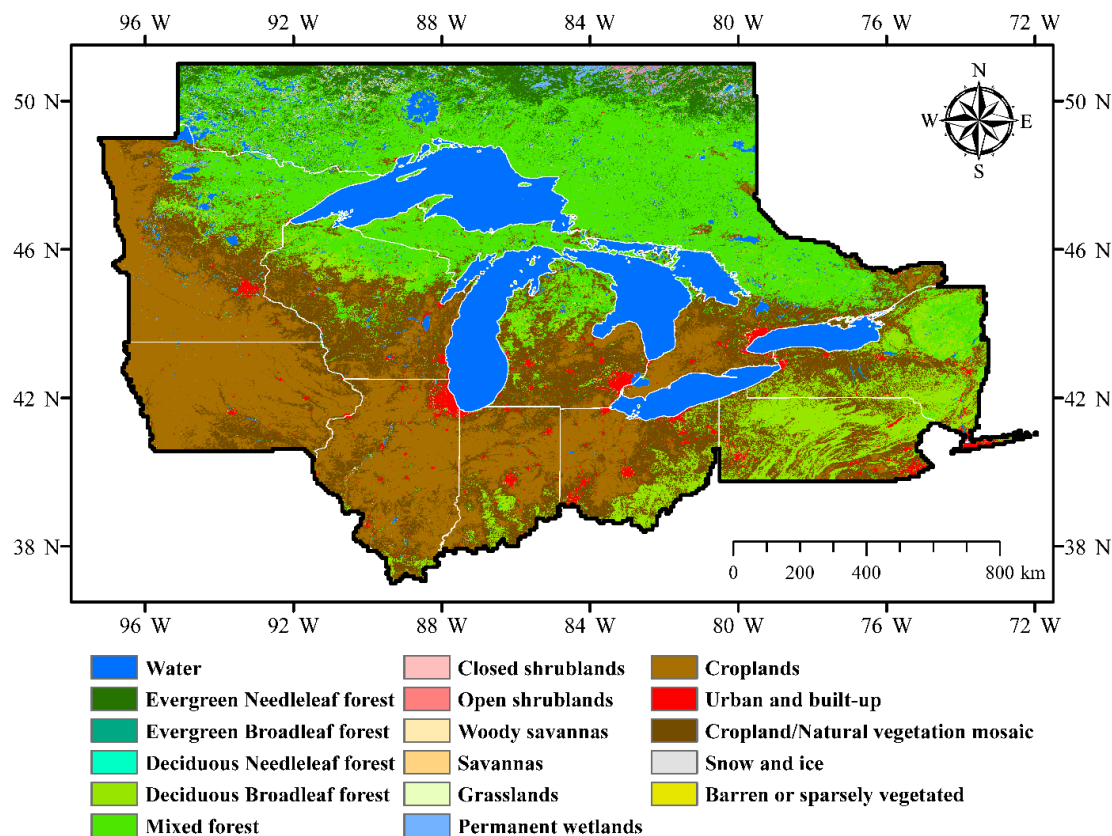 96 W 92 W 88 W 84 W 80 W 76 W 72 W
N
50 N 50 N
W E
S
46 N 46 N
42 N 42 N
38 N 38 N
0 200 400 800 km
96 W 92 W 88 W 84 W 80 W 76 W 72 W
Water Closed shrublands Croplands
Evergreen Needleleaf forest Open shrublands Urban and built-up
Evergreen Broadleaf forest Woody savannas Cropland/Natural vegetation mosaic
Deciduous Needleleaf forest Savannas Snow and ice
Deciduous Broadleaf forest Grasslands Barren or sparsely vegetated
Mixed forest Permanent wetlands